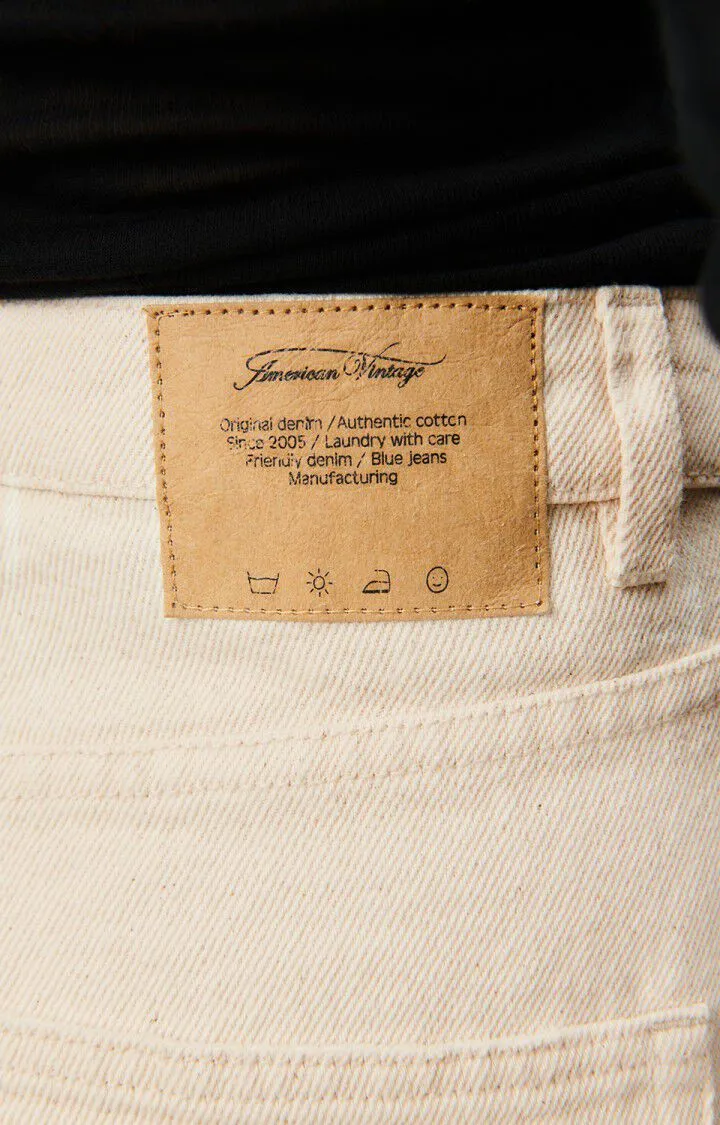 American Vintage
Original denim / Authentic cotton
Since 2005 / Laundry with care
Friendly denim / Blue jeans
Manufacturing